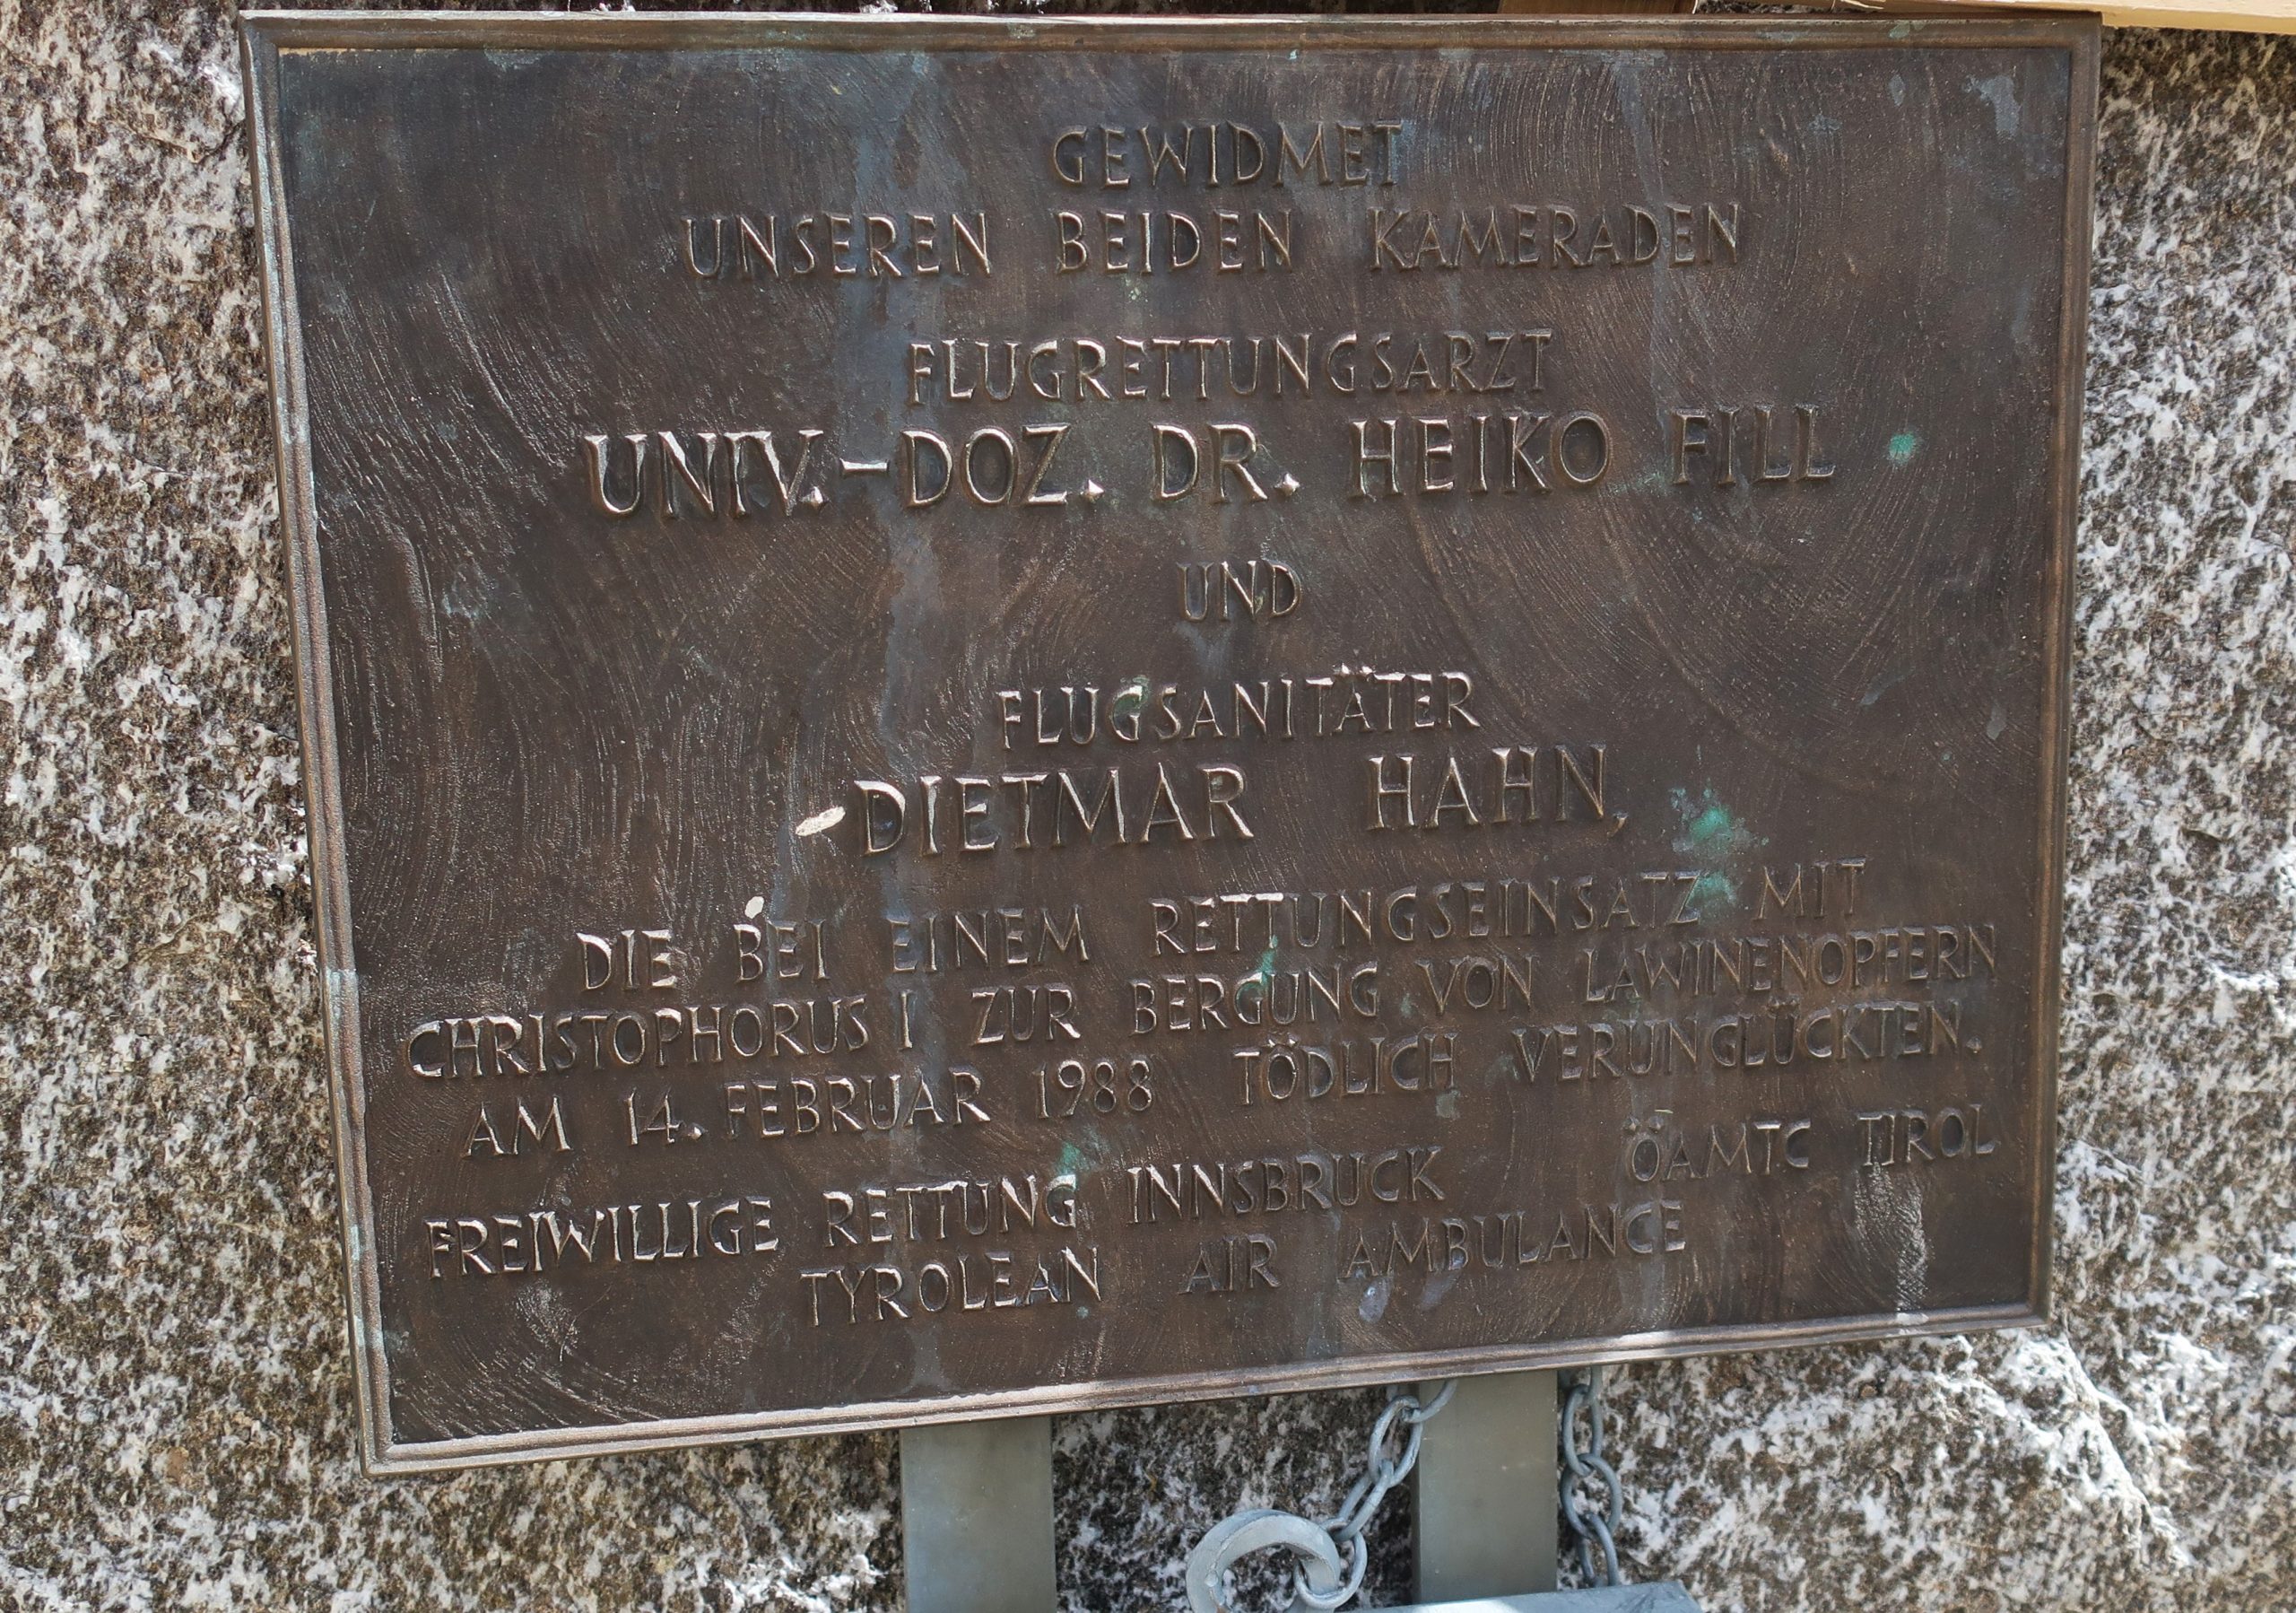 GEWIDMET
UNSEREN BEIDEN KAMERADEN
FLUGRETTUNGSARZT
UNIV.-DOZ. DR. HEIKO FILL
UND
FLUGSANITÄTER
DIETMAR HAHN,
DIE BEI EINEM RETTUNGSEINSATZ MIT
CHRISTOPHORUS I ZUR BERGUNG VON LAWINENOPFERN
AM 14. FEBRUAR 1988 TÖDLICH VERUNGLÜCKTEN.
FREIWILLIGE RETTUNG INNSBRUCK ÖAMTC TIROL
TYROLEAN AIR AMBULANCE